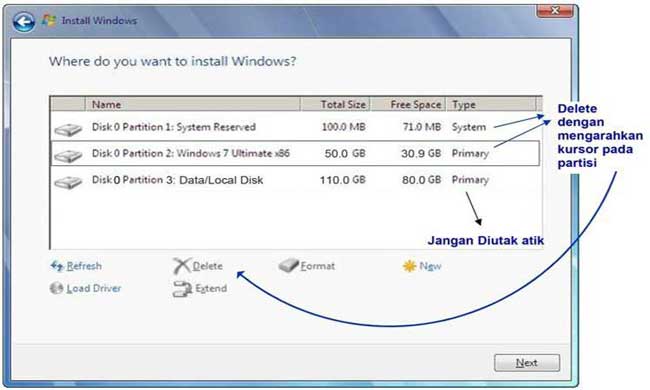 Install Windows
Where do you want to install Windows?
Name Total Size Free Space Type
Disk 0 Partition 1: System Reserved 100.0 MB 71.0 MB System
Disk 0 Partition 2: Windows 7 Ultimate x86 50.0 GB 30.9 GB Primary
Disk 0 Partition 3: Data/Local Disk 110.0 GB 80.0 GB Primary
Delete
dengan
mengarahkan
kursor pada
partisi
Jangan Diutak atik
Refresh Delete Format New
Load Driver Extend
Next